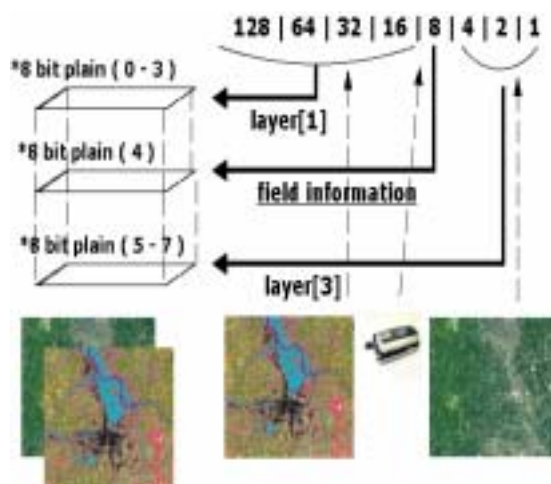 128 | 64 | 32 | 16 | 8 | 4 | 2 | 1
*8 bit plain ( 0 - 3 )
layer[1]
*8 bit plain ( 4 )
field information
*8 bit plain ( 5 - 7 )
layer[3]